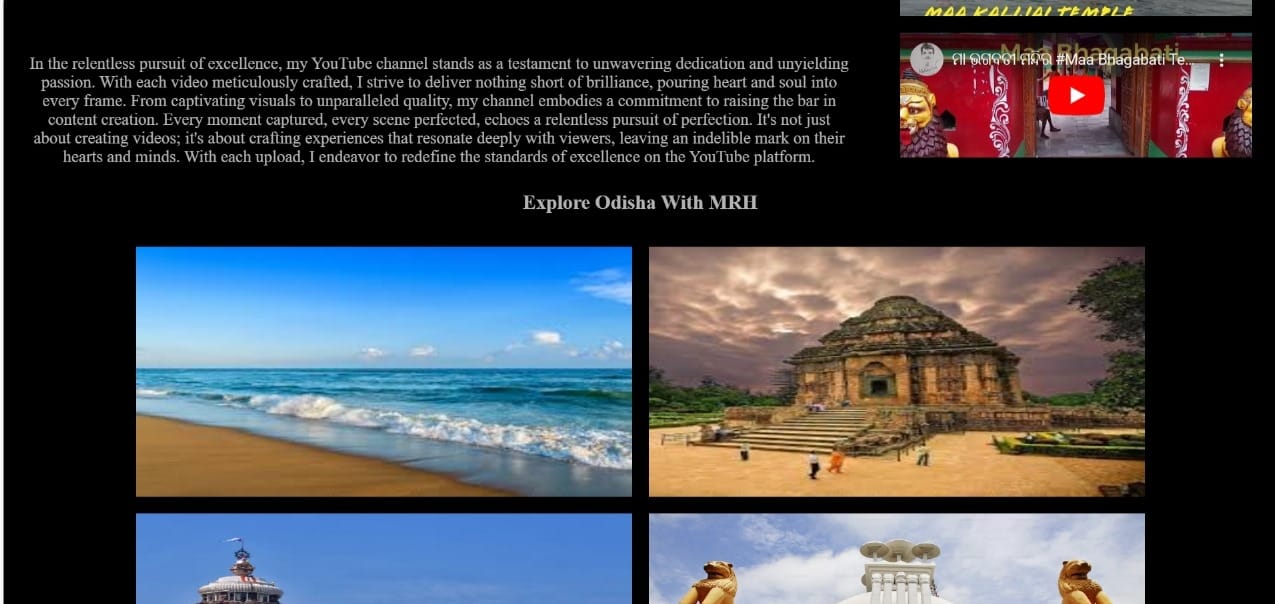 MAA KALIJAI TEMPLE
ମା ଭଗବତୀ ମନ୍ଦିର #Maa Bhagabati Te...
Maa Bhagabati
In the relentless pursuit of excellence, my YouTube channel stands as a testament to unwavering dedication and unyielding
passion. With each video meticulously crafted, I strive to deliver nothing short of brilliance, pouring heart and soul into
every frame. From captivating visuals to unparalleled quality, my channel embodies a commitment to raising the bar in
content creation. Every moment captured, every scene perfected, echoes a relentless pursuit of perfection. It's not just
about creating videos; it's about crafting experiences that resonate deeply with viewers, leaving an indelible mark on their
hearts and minds. With each upload, I endeavor to redefine the standards of excellence on the YouTube platform.
Explore Odisha With MRH